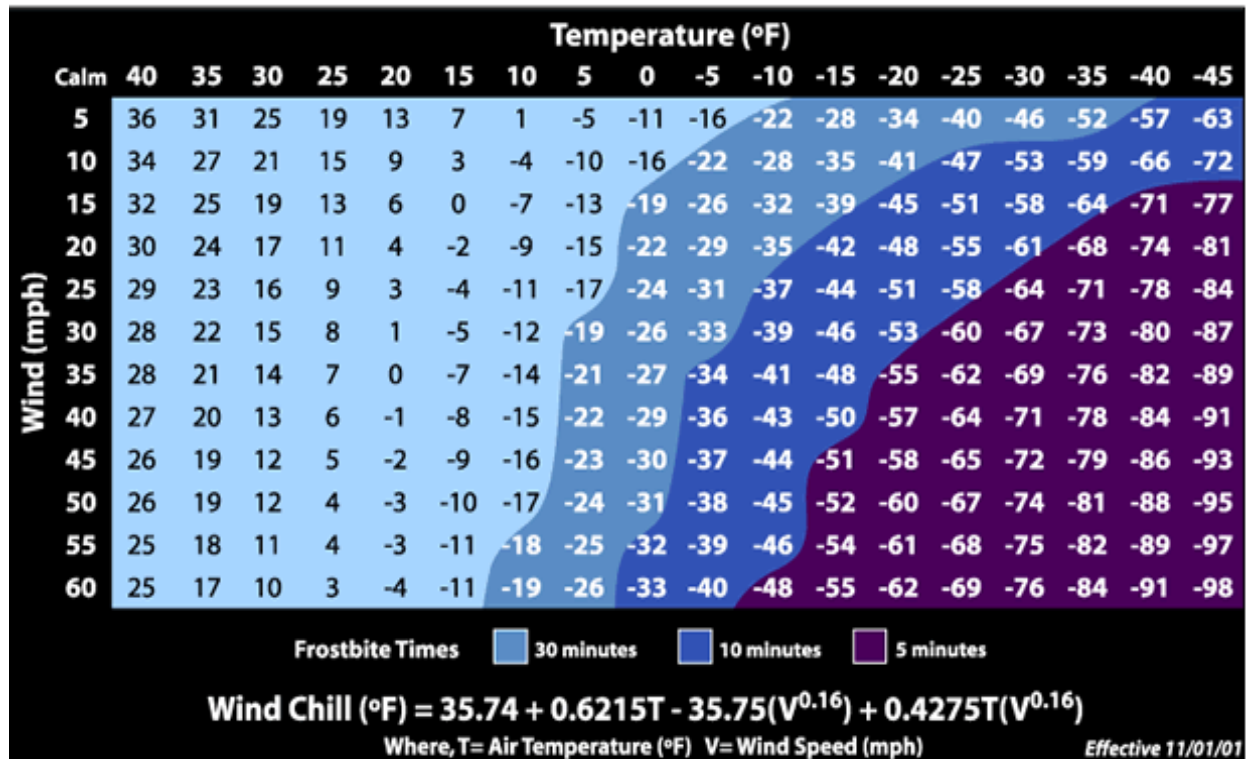 Temperature (ºF)
Calm 40 35 30 25 20 15 10 5 0 -5 -10 -15 -20 -25 -30 -35 -40 -45
5 36 31 25 19 13 7 1 -5 -11 -16 -22 -28 -34 -40 -46 -52 -57 -63
10 34 27 21 15 9 3 -4 -10 -16 -22 -28 -35 -41 -47 -53 -59 -66 -72
15 32 25 19 13 6 0 -7 -13 -19 -26 -32 -39 -45 -51 -58 -64 -71 -77
20 30 24 17 11 4 -2 -9 -15 -22 -29 -35 -42 -48 -55 -61 -68 -74 -81
25 29 23 16 9 3 -4 -11 -17 -24 -31 -37 -44 -51 -58 -64 -71 -78 -84
30 28 22 15 8 1 -5 -12 -19 -26 -33 -39 -46 -53 -60 -67 -73 -80 -87
35 28 21 14 7 0 -7 -14 -21 -27 -34 -41 -48 -55 -62 -69 -76 -82 -89
40 27 20 13 6 -1 -8 -15 -22 -29 -36 -43 -50 -57 -64 -71 -78 -84 -91
45 26 19 12 5 -2 -9 -16 -23 -30 -37 -44 -51 -58 -65 -72 -79 -86 -93
50 26 19 12 4 -3 -10 -17 -24 -31 -38 -45 -52 -60 -67 -74 -81 -88 -95
55 25 18 11 4 -3 -11 -18 -25 -32 -39 -46 -54 -61 -68 -75 -82 -89 -97
60 25 17 10 3 -4 -11 -19 -26 -33 -40 -48 -55 -62 -69 -76 -84 -91 -98
Wind (mph)
Frostbite Times 30 minutes 10 minutes 5 minutes
Wind Chill (ºF) = 35.74 + 0.6215T - 35.75(V^0.16) + 0.4275T(V^0.16)
Where, T= Air Temperature (ºF) V= Wind Speed (mph)
Effective 11/01/01